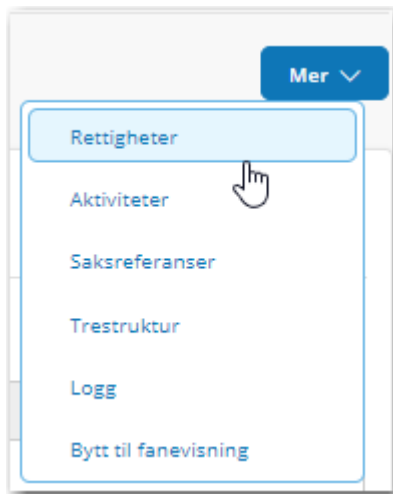 Mer
Rettigheter
Aktiviteter
Saksreferanser
Trestruktur
Logg
Bytt til fanevisning